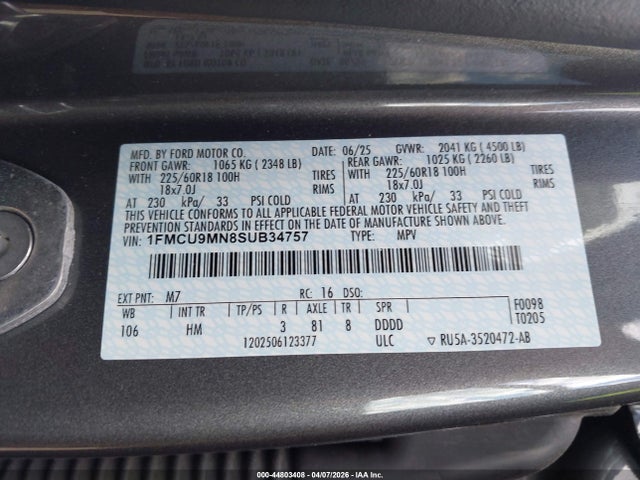 MFD. BY FORD MOTOR CO. DATE: 06/25 GVWR: 2041 KG ( 4500 LB)
FRONT GAWR: 1065 KG ( 2348 LB) REAR GAWR: 1025 KG ( 2260 LB)
WITH 225/60R18 100H TIRES WITH 225/60R18 100H TIRES
18x7.0J RIMS 18x7.0J RIMS
AT 230 kPa/ 33 PSI COLD AT 230 kPa/ 33 PSI COLD
THIS VEHICLE CONFORMS TO ALL APPLICABLE FEDERAL MOTOR VEHICLE SAFETY AND THEFT
PREVENTION STANDARDS IN EFFECT ON THE DATE OF MANUFACTURE SHOWN ABOVE.
VIN: 1FMCU9MN8SUB34757 TYPE: MPV
EXT PNT: M7 RC: 16 DSO: F0098
WB INT TR TP/PS R AXLE TR SPR T0205
106 HM 3 81 8 DDDD
1202506123377 ULC ▽ RU5A-3520472-AB
000-44803408 - 04/07/2026 - IAA Inc.